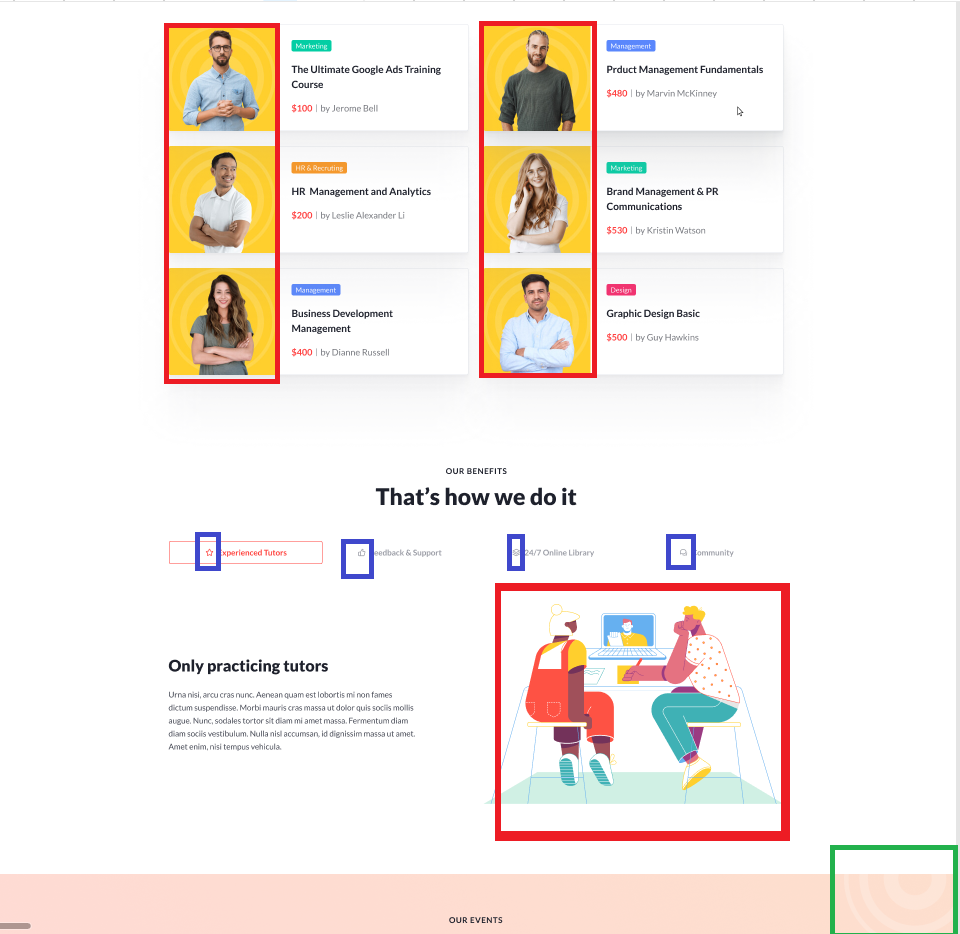 Marketing
The Ultimate Google Ads Training
Course
$100 | by Jerome Bell
Management
Prduct Management Fundamentals
$480 | by Marvin McKinney
HR & Recruting
HR Management and Analytics
$200 | by Leslie Alexander Li
Marketing
Brand Management & PR
Communications
$530 | by Kristin Watson
Management
Business Development
Management
$400 | by Dianne Russell
Design
Graphic Design Basic
$500 | by Guy Hawkins
OUR BENEFITS
That's how we do it
Experienced Tutors
eedback & Support
24/7 Online Library
ommunity
Only practicing tutors
Urna nisi, arcu cras nunc. Aenean quam est lobortis mi non fames
dictum suspendisse. Morbi mauris cras massa ut dolor quis sociis mollis
augue. Nunc, sodales tortor sit diam mi amet massa. Fermentum diam
diam sociis vestibulum. Nulla nisl accumsan, id dignissim massa ut amet.
Amet enim, nisi tempus vehicula.
OUR EVENTS